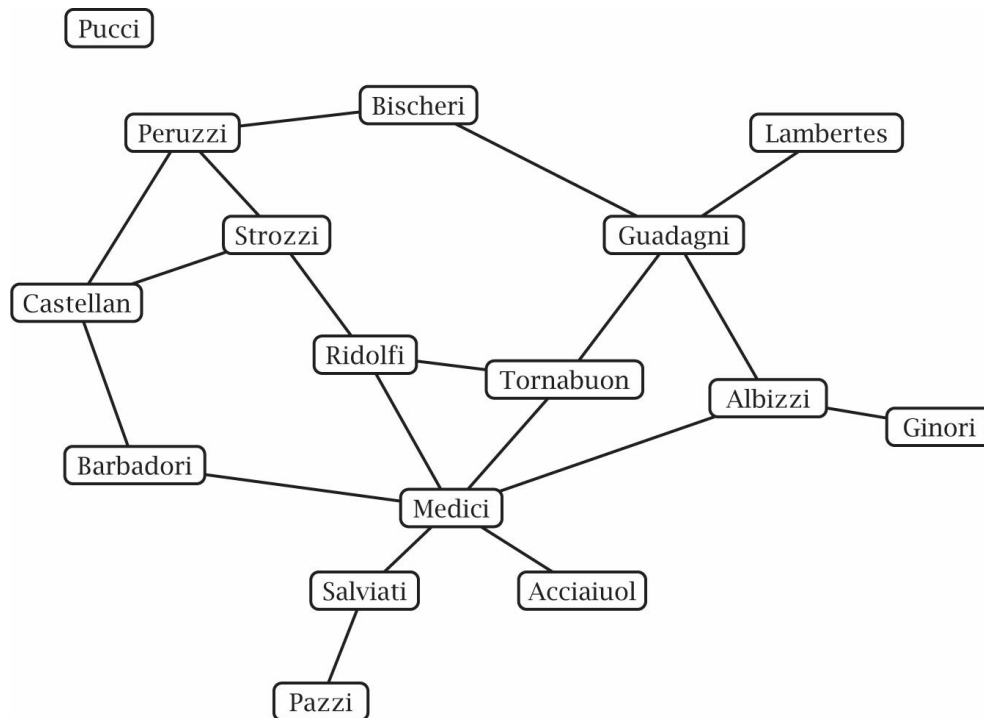 Pucci
Bischeri
Peruzzi
Lambertes
Strozzi
Guadagni
Castellan
Ridolfi
Tornabuon
Albizzi
Ginori
Barbadori
Medici
Salviati
Acciaiuol
Pazzi